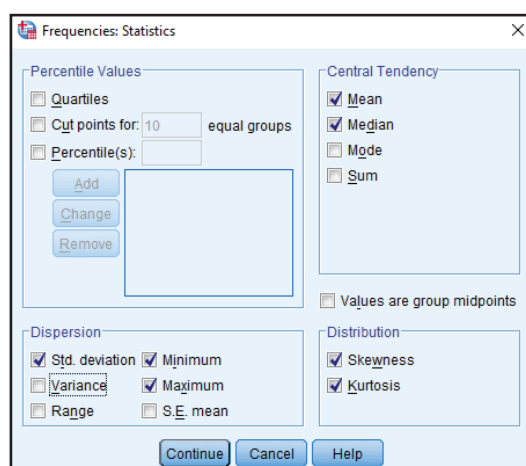 Frequencies: Statistics
Percentile Values
Quartiles
Cut points for: 10 equal groups
Percentile(s):
Add
Change
Remove
Central Tendency
Mean
Median
Mode
Sum
Values are group midpoints
Dispersion
Std. deviation Minimum
Variance Maximum
Range S.E. mean
Distribution
Skewness
Kurtosis
Continue Cancel Help